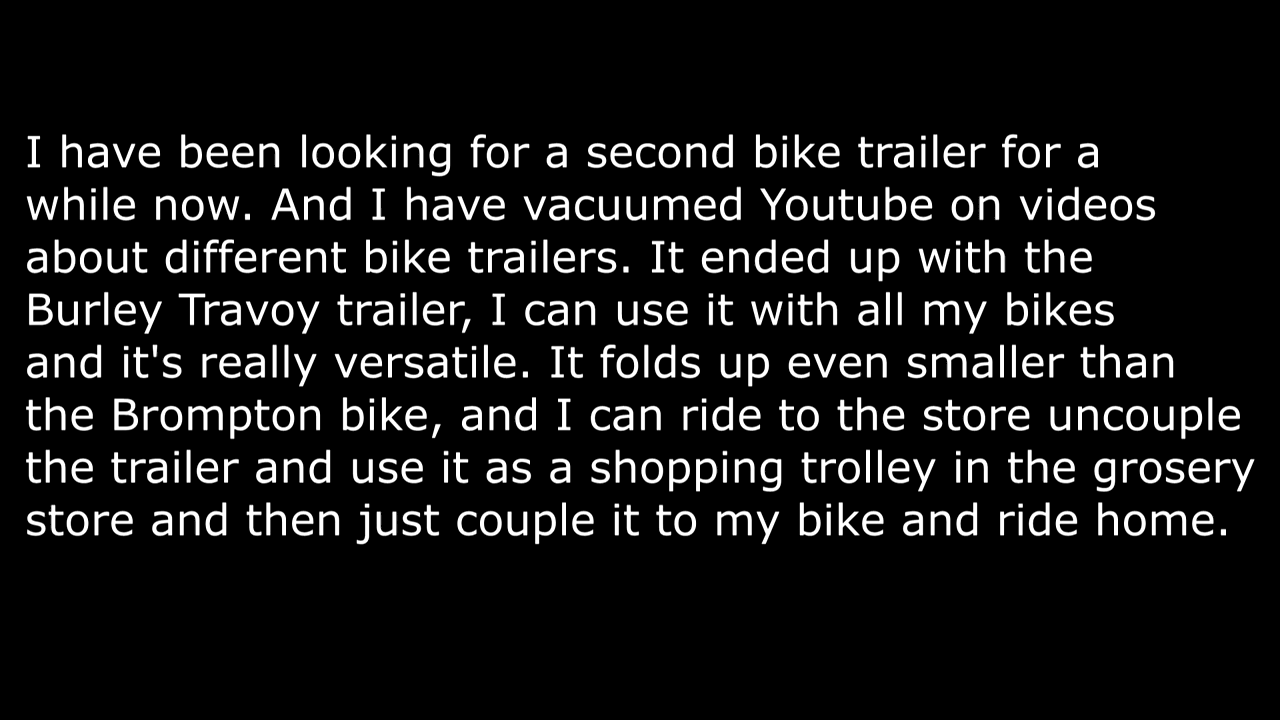 I have been looking for a second bike trailer for a
while now. And I have vacuumed Youtube on videos
about different bike trailers. It ended up with the
Burley Travoy trailer, I can use it with all my bikes
and it's really versatile. It folds up even smaller than
the Brompton bike, and I can ride to the store uncouple
the trailer and use it as a shopping trolley in the grosery
store and then just couple it to my bike and ride home.